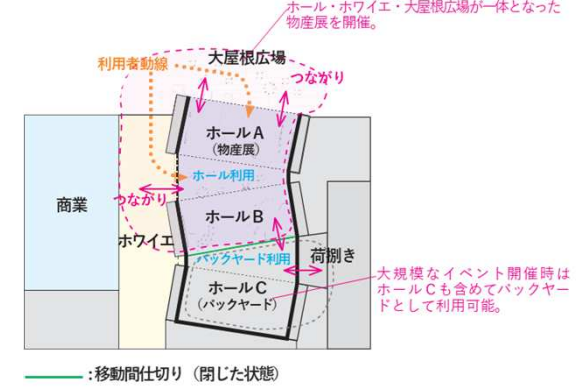 ホール・ホワイエ・大屋根広場が一体となった
物産展を開催。
大屋根広場
利用者動線
つながり
ホールA
（物産展）
ホール利用
商業
つながり
ホールB
ホワイエ
バックヤード利用
荷捌き
ホールC
（バックヤード）
大規模なイベント開催時は
ホールCも含めてバックヤー
ドとして利用可能。
：移動間仕切り（閉じた状態）